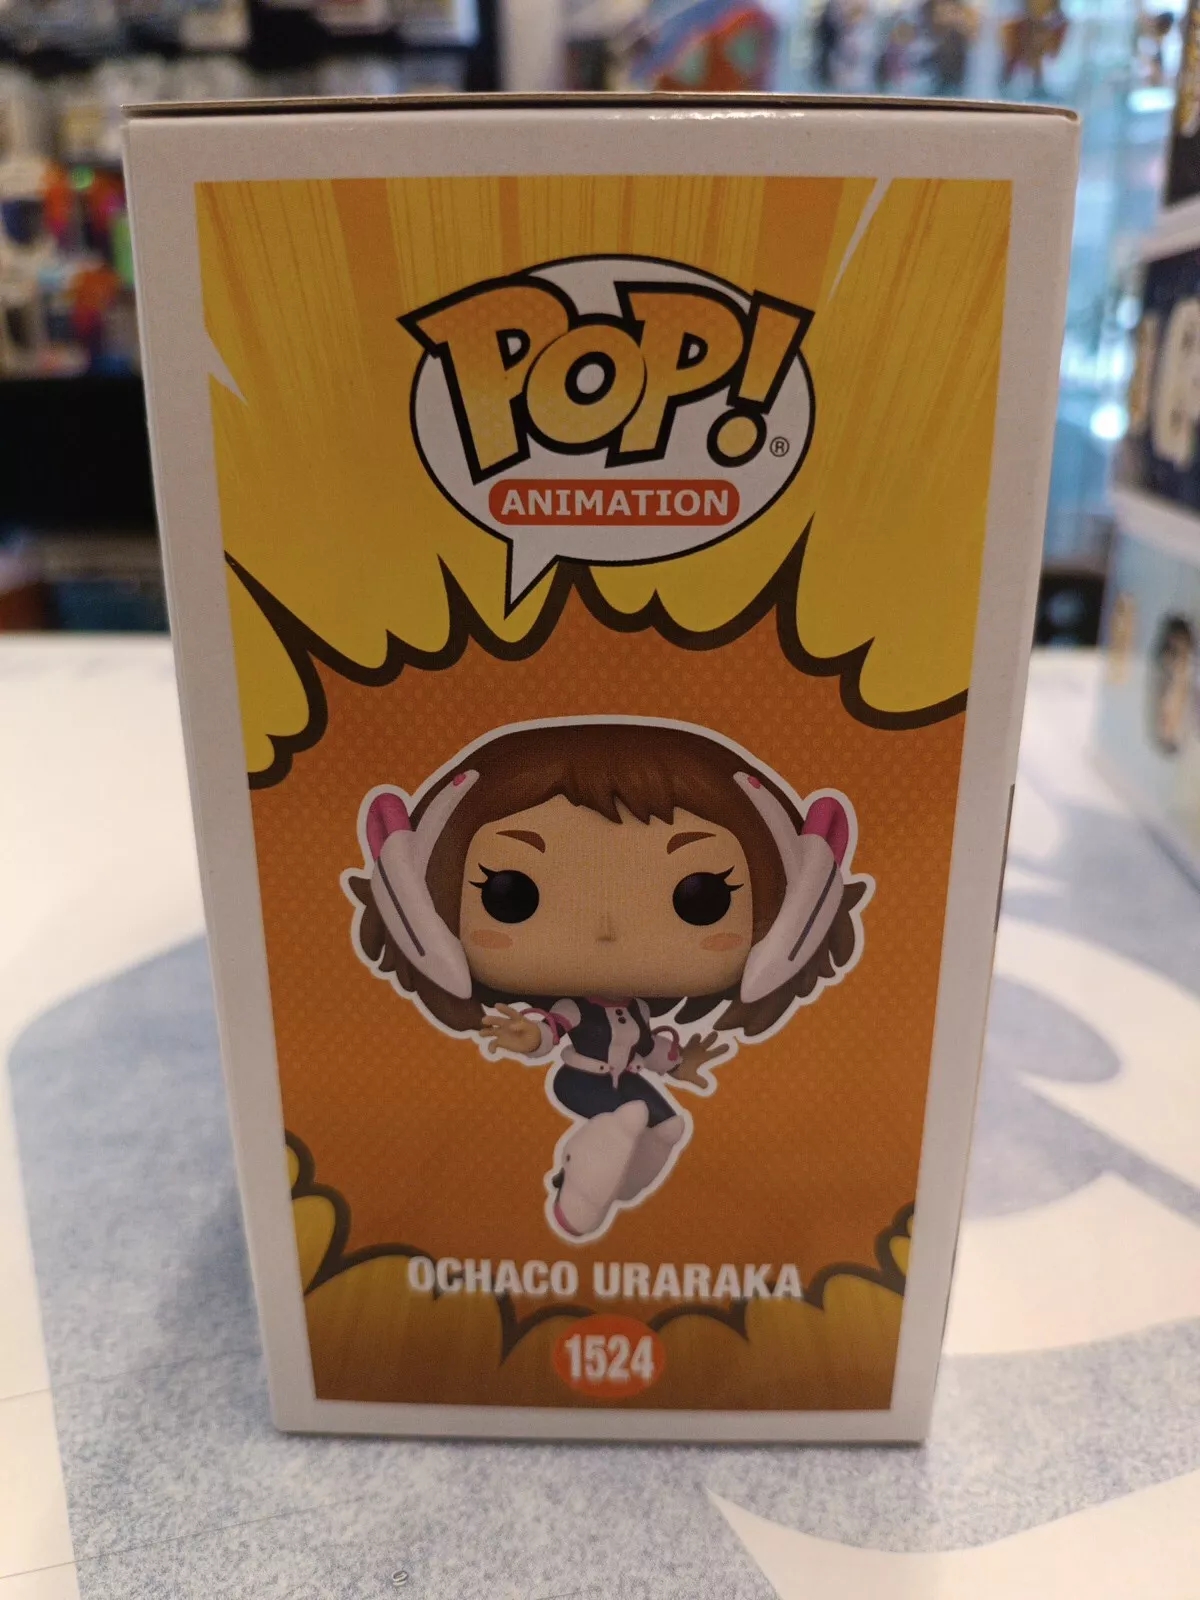 POP!®
ANIMATION
OCHACO URARAKA
1524